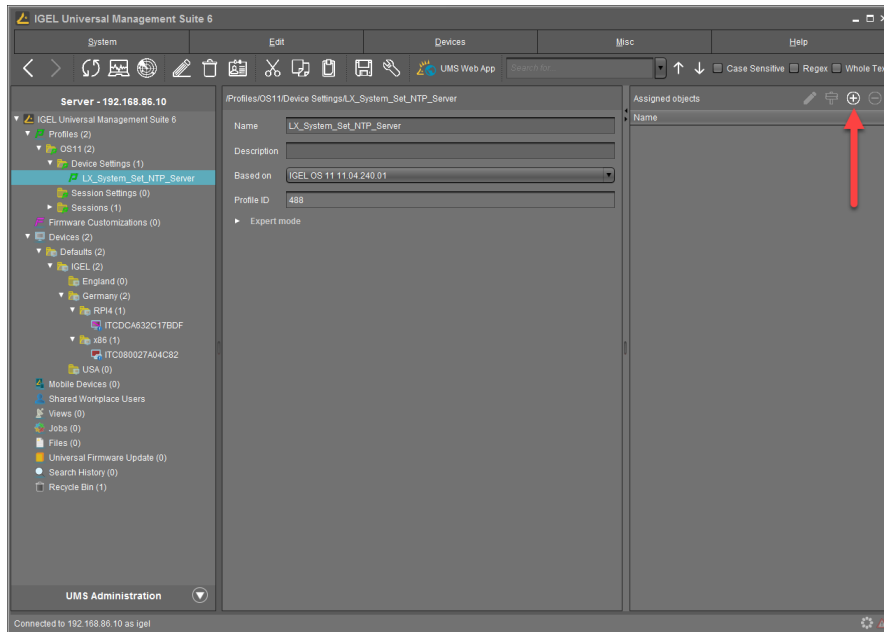 IGEL Universal Management Suite 6
System Edit Devices Misc Help
UMS Web App Search for... Case Sensitive Regex Whole Tex
Server - 192.168.86.10
IGEL Universal Management Suite 6
Profiles (2)
OS11 (2)
Device Settings (1)
LX_System_Set_NTP_Server
Session Settings (0)
Sessions (1)
Firmware Customizations (0)
Devices (2)
Defaults (2)
IGEL (2)
England (0)
Germany (2)
RPI4 (1)
ITCDCA632C17BDF
x86 (1)
ITC080027A04C82
USA (0)
Mobile Devices (0)
Shared Workplace Users
Views (0)
Jobs (0)
Files (0)
Universal Firmware Update (0)
Search History (0)
Recycle Bin (1)
UMS Administration
/Profiles/OS11/Device Settings/LX_System_Set_NTP_Server
Name LX_System_Set_NTP_Server
Description
Based on IGEL OS 11 11.04.240.01
Profile ID 488
Expert mode
Assigned objects
Name
Connected to 192.168.86.10 as igel